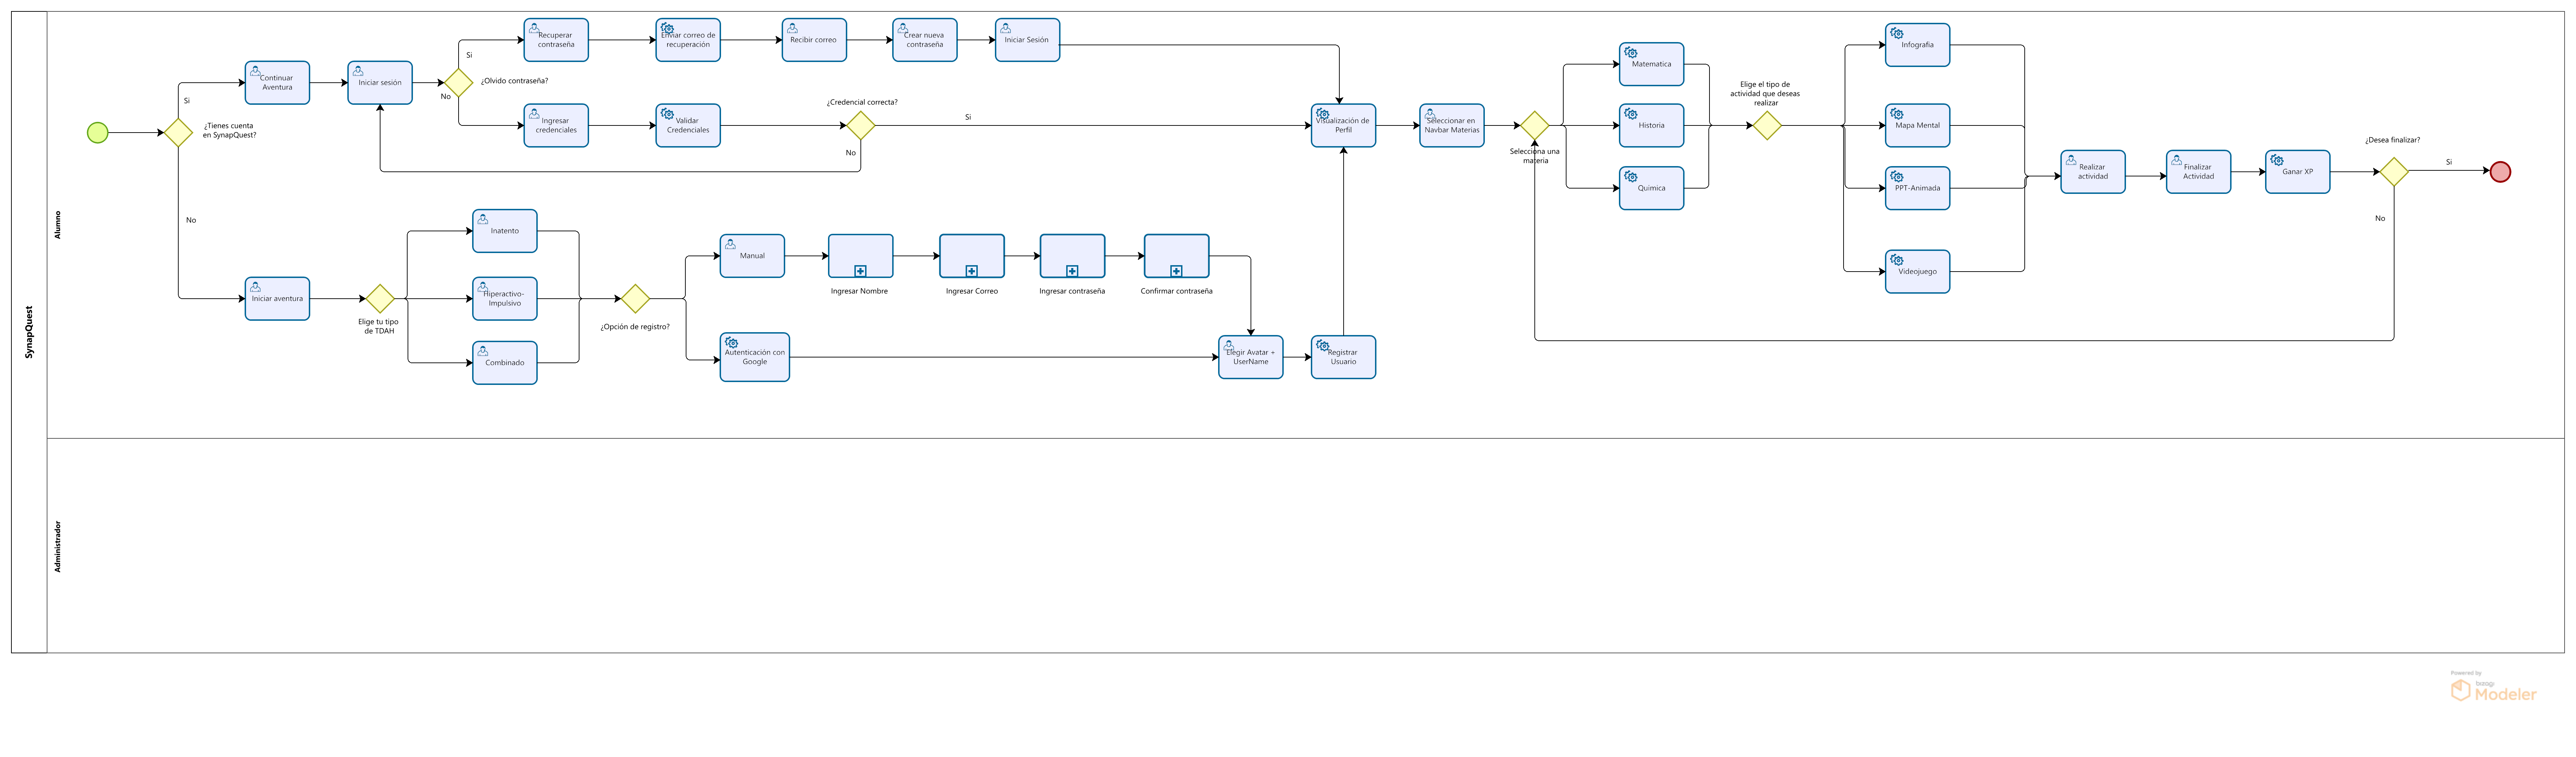 SynapQuest
Alumno
Administrador
¿Tienes cuenta
en SynapQuest?
Si
No
Continuar
Aventura
Iniciar sesión
¿Olvido contraseña?
Si
No
Recuperar
contraseña
Enviar correo de
recuperación
Recibir correo
Crear nueva
contraseña
Iniciar Sesión
Ingresar
credenciales
Validar
Credenciales
¿Credencial correcta?
Si
No
Iniciar aventura
Elige tu tipo
de TDAH
Inatento
Hiperactivo-
Impulsivo
Combinado
¿Opción de registro?
Manual
Ingresar Nombre
Ingresar Correo
Ingresar contraseña
Confirmar contraseña
Autenticación con
Google
Elegir Avatar +
UserName
Registrar
Usuario
Visualización de
Perfil
Seleccionar en
Navbar Materias
Selecciona una
materia
Matematica
Historia
Quimica
Elige el tipo de
actividad que deseas
realizar
Infografia
Mapa Mental
PPT-Animada
Videojuego
Realizar
actividad
Finalizar
Actividad
Ganar XP
¿Desea finalizar?
Si
No
Powered by
bizagi
Modeler